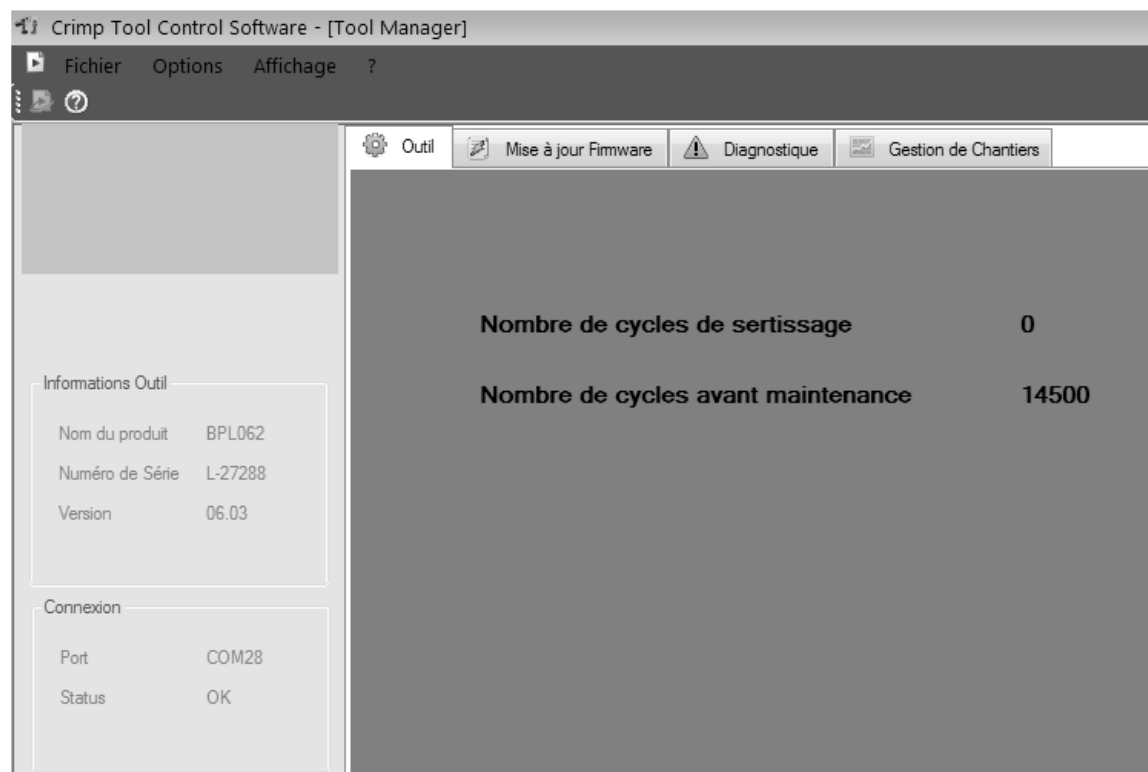 Crimp Tool Control Software - [Tool Manager]
Fichier Options Affichage ?
Outil Mise à jour Firmware Diagnostique Gestion de Chantiers
Nombre de cycles de sertissage 0
Nombre de cycles avant maintenance 14500
Informations Outil
Nom du produit BPL062
Numéro de Série L-27288
Version 06.03
Connexion
Port COM28
Status OK